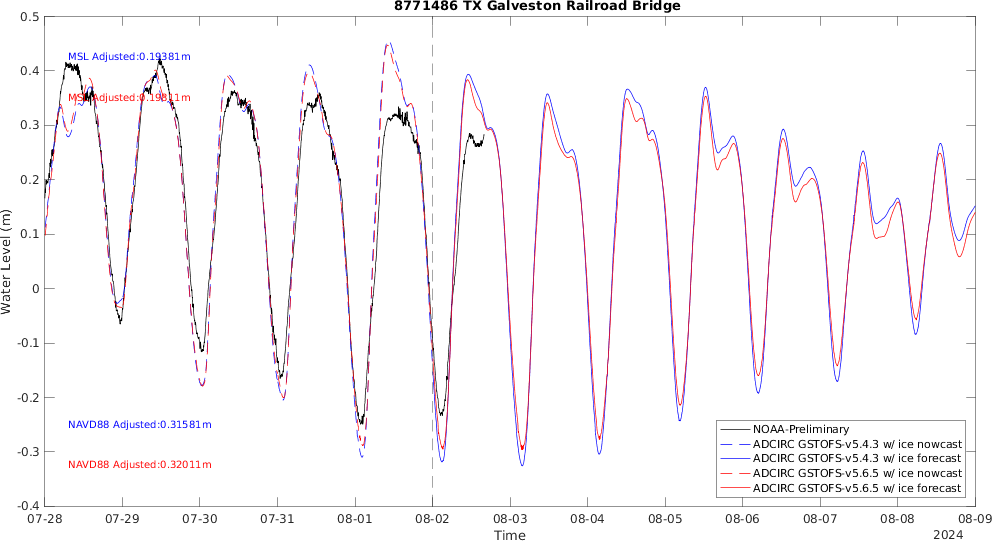 8771486 TX Galveston Railroad Bridge
0.5
0.4
0.3
0.2
0.1
0
-0.1
-0.2
-0.3
-0.4
Water Level (m)
MSL Adjusted:0.19381m
MSL Adjusted:0.19811m
NAVD88 Adjusted:0.31581m
NAVD88 Adjusted:0.32011m
NOAA-Preliminary
ADCIRC GSTOFS-v5.4.3 w/ ice nowcast
ADCIRC GSTOFS-v5.4.3 w/ ice forecast
ADCIRC GSTOFS-v5.6.5 w/ ice nowcast
ADCIRC GSTOFS-v5.6.5 w/ ice forecast
07-28 07-29 07-30 07-31 08-01 08-02 08-03 08-04 08-05 08-06 08-07 08-08 08-09
Time
2024